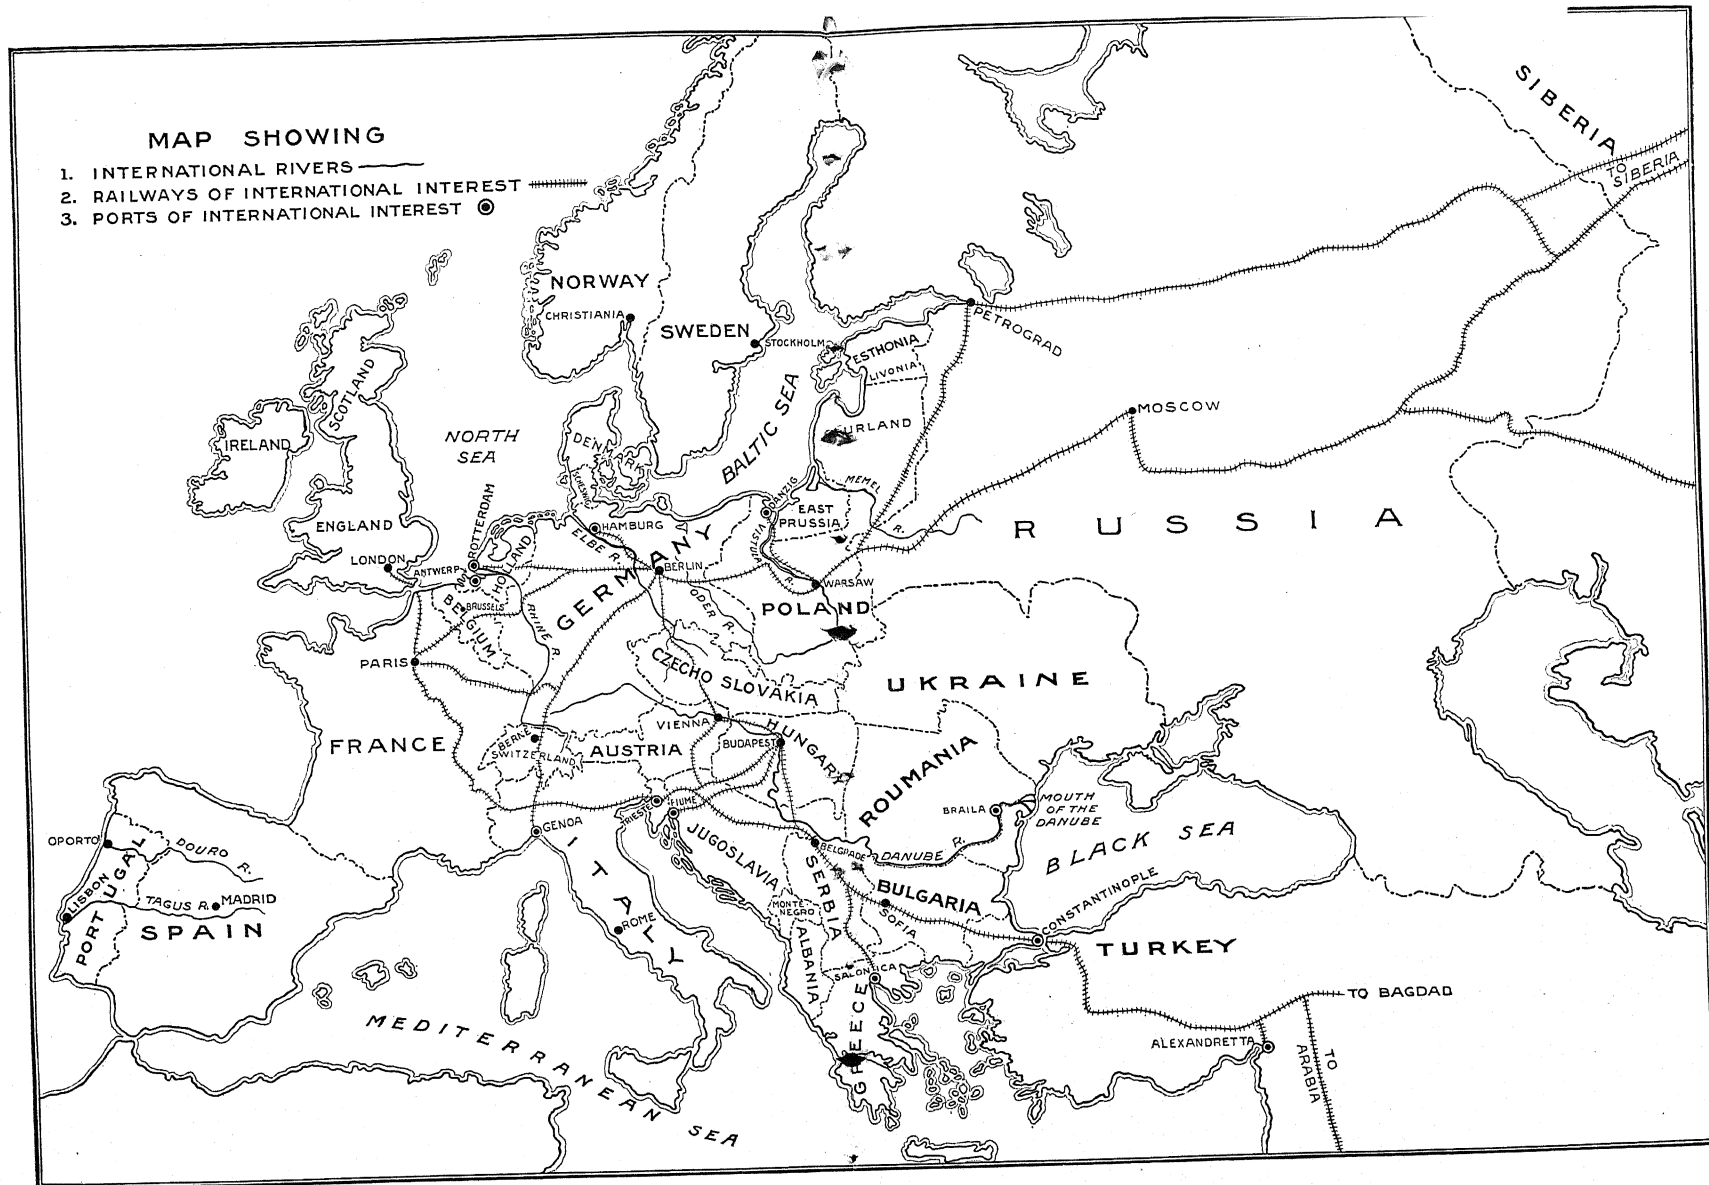 MAP SHOWING
1. INTERNATIONAL RIVERS
2. RAILWAYS OF INTERNATIONAL INTEREST
3. PORTS OF INTERNATIONAL INTEREST
SIBERIA
TO
SIBERIA
NORWAY
CHRISTIANIA
SWEDEN
STOCKHOLM
PETROGRAD
ESTHONIA
LIVONIA
SCOTLAND
BALTIC SEA
MOSCOW
IRELAND
NORTH
SEA
DENMARK
SCHLESWIG
URLAND
MEMEL
R.
ENGLAND
ROTTERDAM
HAMBURG
ELBE R.
DANZIG
EAST
PRUSSIA
VISTULA
R.
RUSSIA
LONDON
ANTWERP
HOLLAND
GERMANY
BERLIN
WARSAW
BRUSSELS
BELGIUM
RHINE R.
ODER R.
POLAND
PARIS
CZECHO SLOVAKIA
UKRAINE
FRANCE
BERNE
SWITZERLAND
AUSTRIA
VIENNA
BUDAPEST
HUNGARY
ROUMANIA
TRIESTE
FIUME
BRAILA
MOUTH
OF THE
DANUBE
BLACK SEA
OPORTO
DOURO R.
GENOA
ITALY
JUGOSLAVIA
BELGRADE
DANUBE R.
SERBIA
BULGARIA
SOFIA
CONSTANTINOPLE
LISBON
PORTUGAL
TAGUS R.
MADRID
SPAIN
ROME
MONTE-
NEGRO
ALBANIA
SALONICA
TURKEY
GREECE
TO BAGDAD
MEDITERRANEAN SEA
ALEXANDRETTA
TO
ARABIA